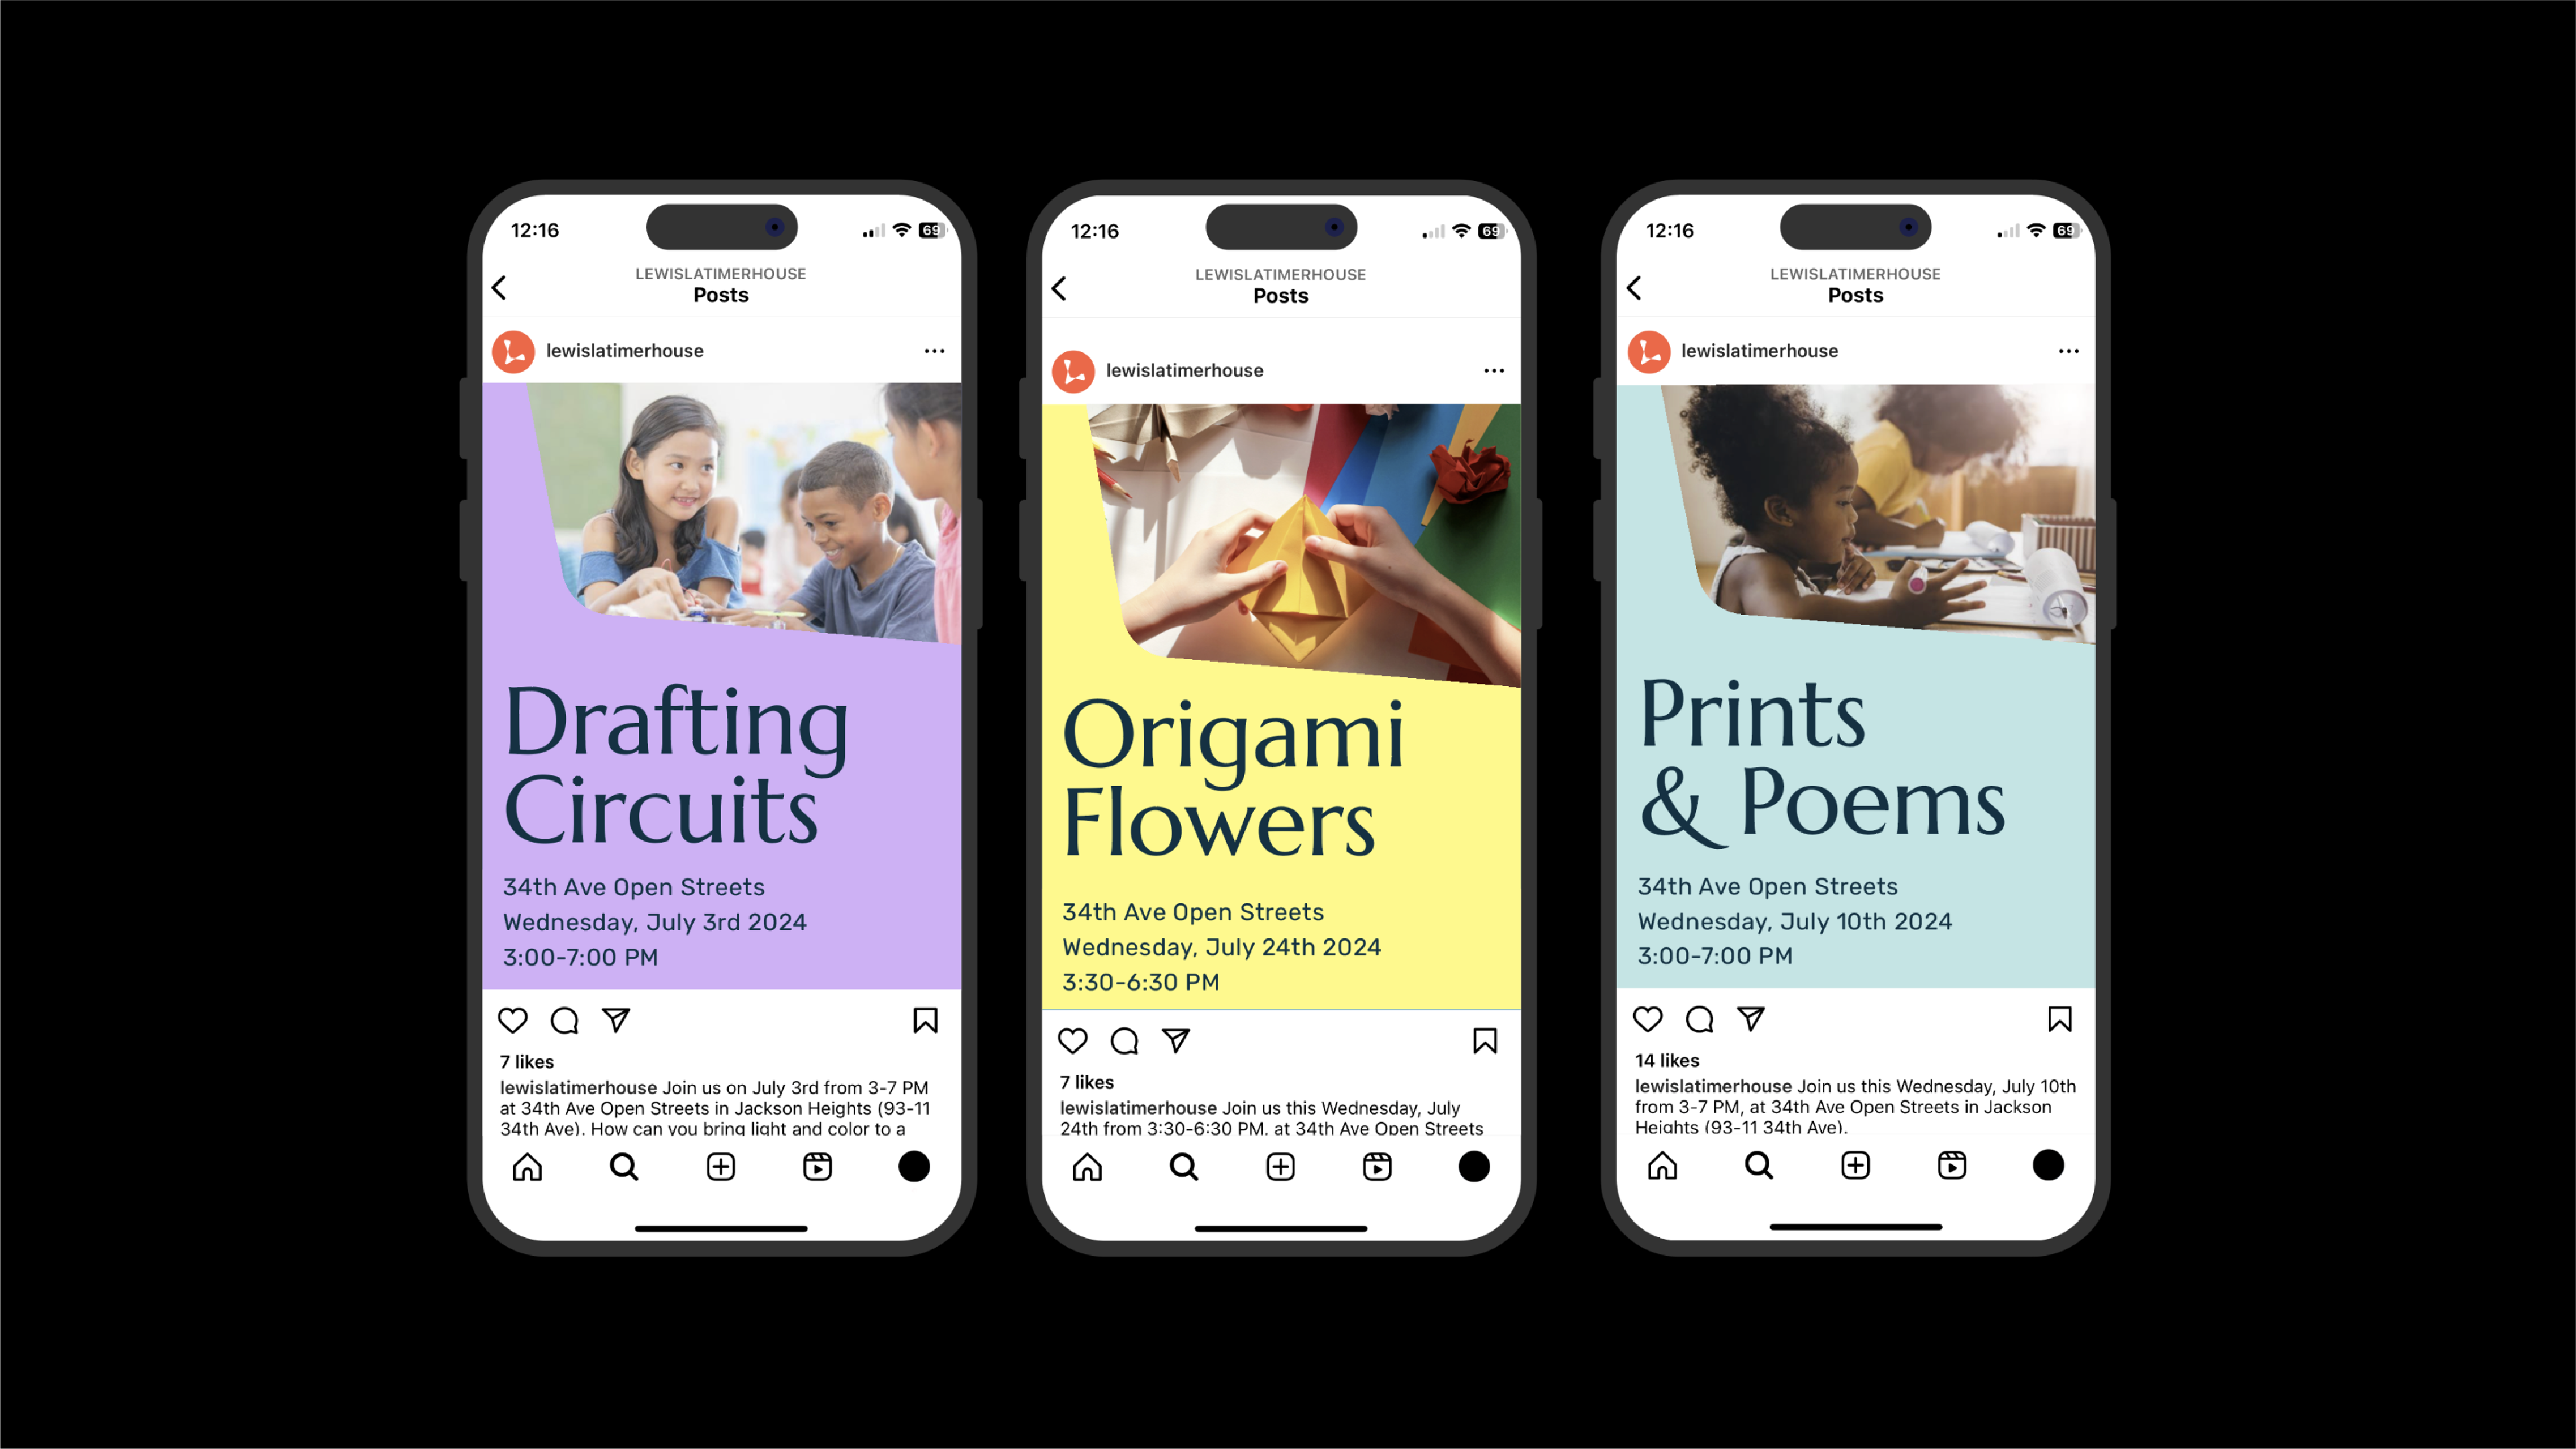 12:16
69
LEWISLATIMERHOUSE
Posts
lewislatimerhouse
Drafting
Circuits
34th Ave Open Streets
Wednesday, July 3rd 2024
3:00-7:00 PM
7 likes
lewislatimerhouse Join us on July 3rd from 3-7 PM
at 34th Ave Open Streets in Jackson Heights (93-11
34th Ave). How can you bring light and color to a
12:16
69
LEWISLATIMERHOUSE
Posts
lewislatimerhouse
Origami
Flowers
34th Ave Open Streets
Wednesday, July 24th 2024
3:30-6:30 PM
7 likes
lewislatimerhouse Join us this Wednesday, July
24th from 3:30-6:30 PM, at 34th Ave Open Streets
12:16
69
LEWISLATIMERHOUSE
Posts
lewislatimerhouse
Prints
& Poems
34th Ave Open Streets
Wednesday, July 10th 2024
3:00-7:00 PM
14 likes
lewislatimerhouse Join us this Wednesday, July 10th
from 3-7 PM, at 34th Ave Open Streets in Jackson
Heights (93-11 34th Ave).